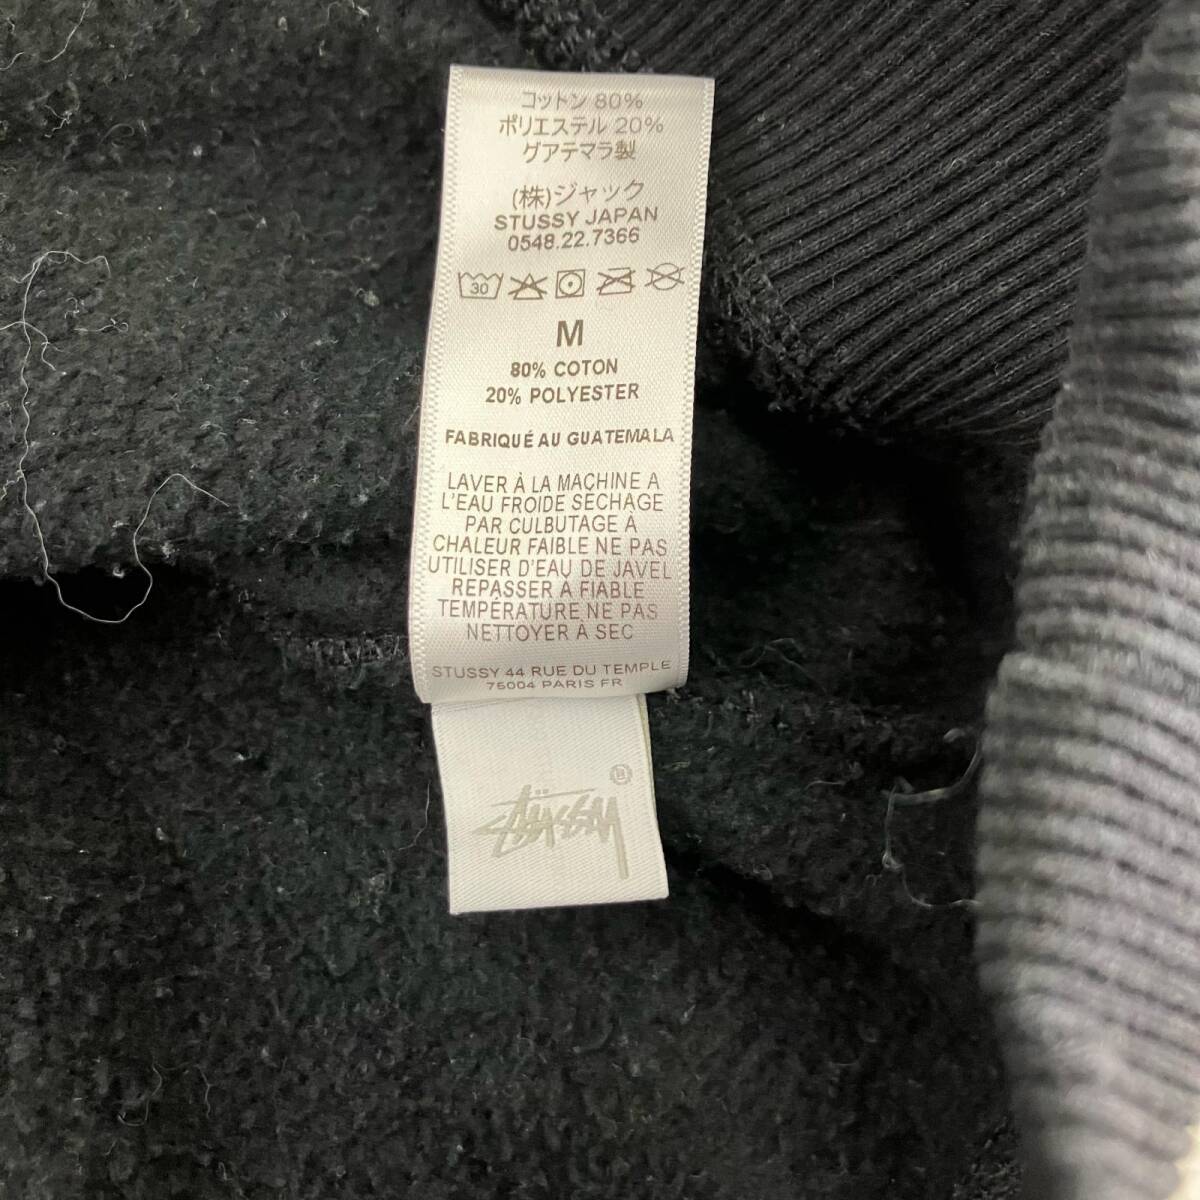 コットン 80%
ポリエステル 20%
グアテマラ製
(株)ジャック
STUSSY JAPAN
0548.22.7366
30
M
80% COTON
20% POLYESTER
FABRIQUÉ AU GUATEMALA
LAVER À LA MACHINE A
L'EAU FROIDE SECHAGE
PAR CULBUTAGE À
CHALEUR FAIBLE NE PAS
UTILISER D'EAU DE JAVEL
REPASSER A FIABLE
TEMPÉRATURE NE PAS
NETTOYER À SEC
STUSSY 44 RUE DU TEMPLE
75004 PARIS FR
®
STÜSSY